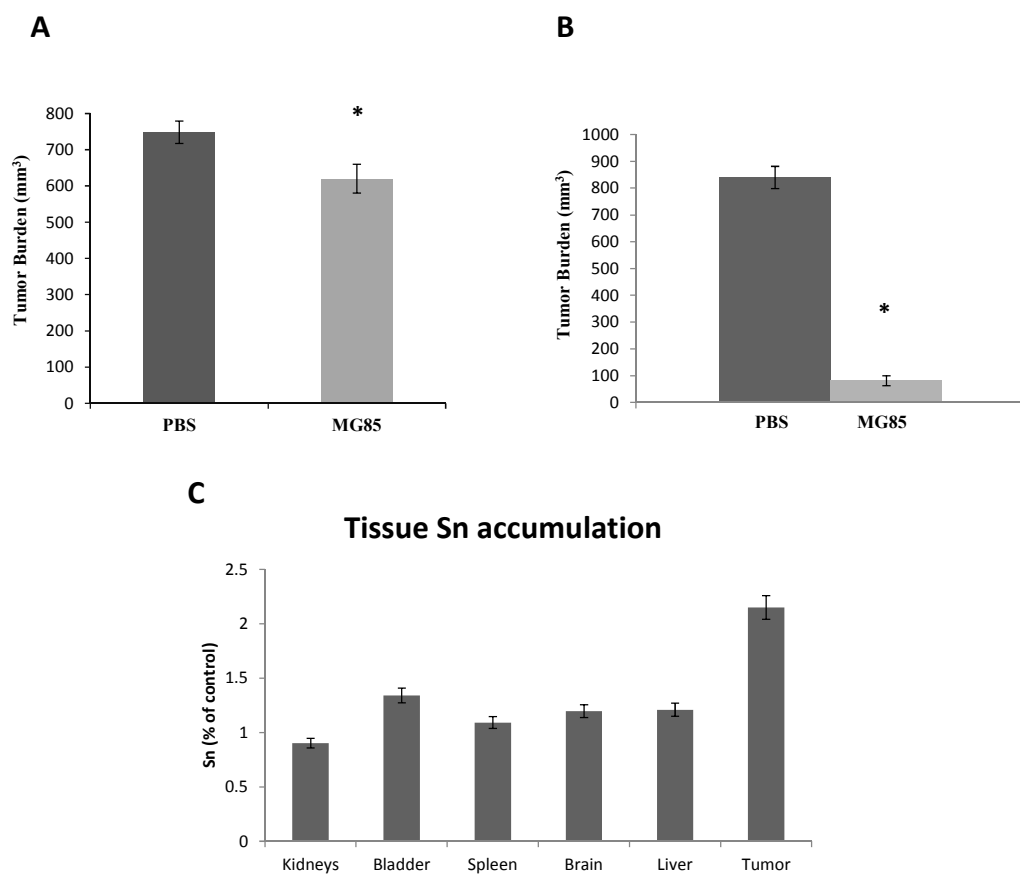 A
800
700
600
500
400
300
200
100
0
Tumor Burden (mm³)
*
PBS MG85
B
1000
900
800
700
600
500
400
300
200
100
0
Tumor Burden (mm³)
*
PBS MG85
C
Tissue Sn accumulation
2.5
2
1.5
1
0.5
0
Sn (% of control)
Kidneys Bladder Spleen Brain Liver Tumor